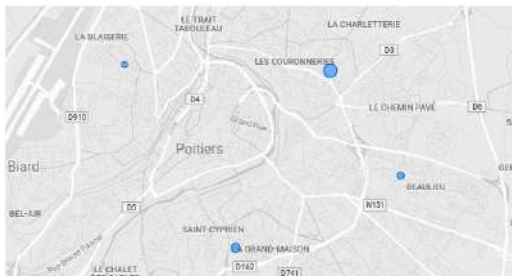 LE TRAIT
TABOULEAU
LA CHARLETTERIE
LA BLAISERIE
D3
LES COURONNERIES
D4
LE CHEMIN PAVÉ
D6
D910
Grand'Rue
Poitiers
Biard
BEAULIEU
D5
N151
BEL-AIR
SAINT-CYPRIEN
LA GRAND-MAISON
LE CHALET
D162
D741